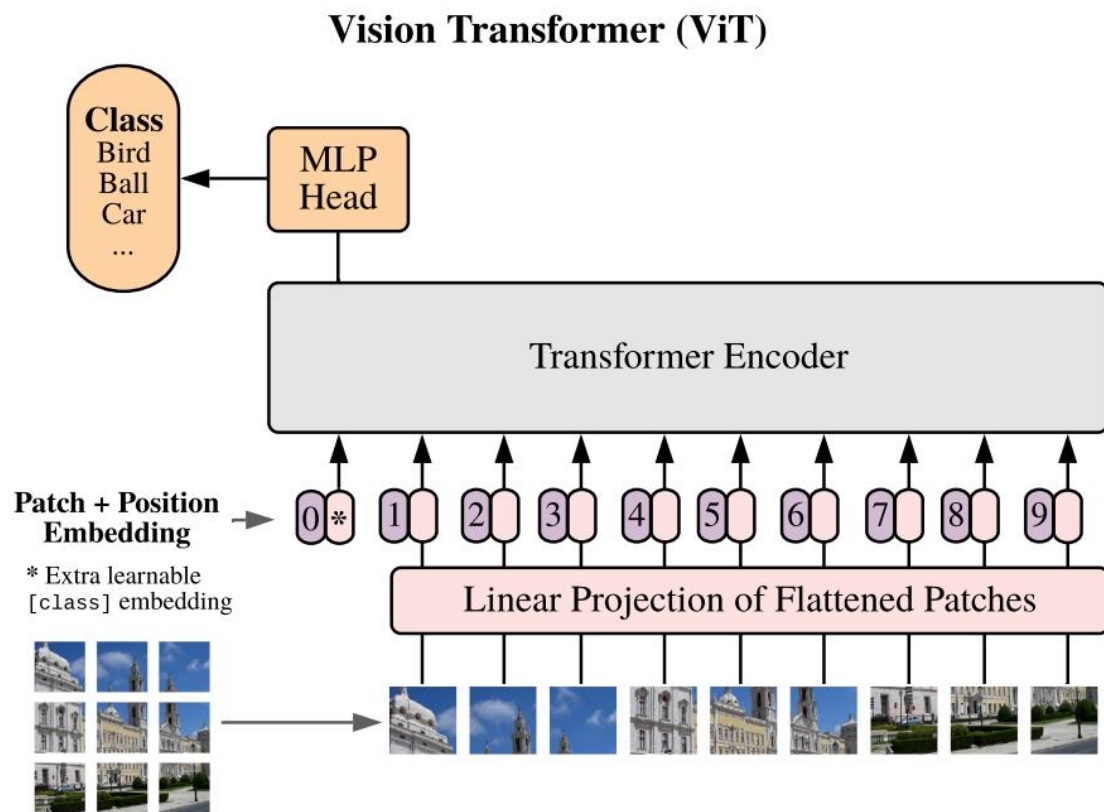 Vision Transformer (ViT)
Class
Bird
Ball
Car
...
MLP
Head
Transformer Encoder
Patch + Position
Embedding
0 * 1 2 3 4 5 6 7 8 9
* Extra learnable
[class] embedding
Linear Projection of Flattened Patches